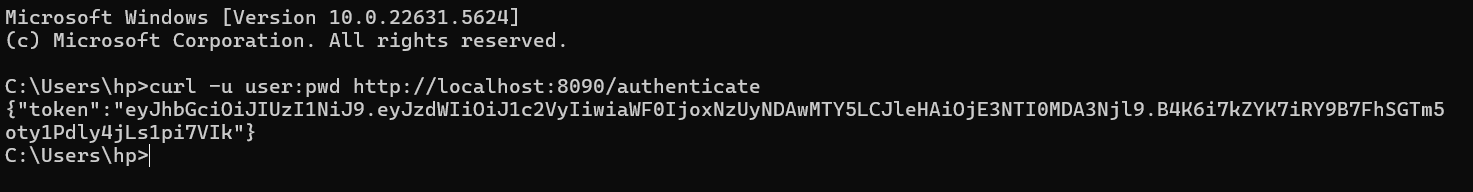 Microsoft Windows [Version 10.0.22631.5624]
(c) Microsoft Corporation. All rights reserved.
C:\Users\hp>curl -u user:pwd http://localhost:8090/authenticate
{"token":"eyJhbGciOiJIUzI1NiJ9.eyJzdWIiOiJ1c2VyIiwiaWF0IjoxNzUyNDAwMTY5LCJleHAiOjE3NTI0MDA3Njl9.B4K6i7kZYK7iRY9B7FhSGTm5
oty1Pdly4jLs1pi7VIk"}
C:\Users\hp>